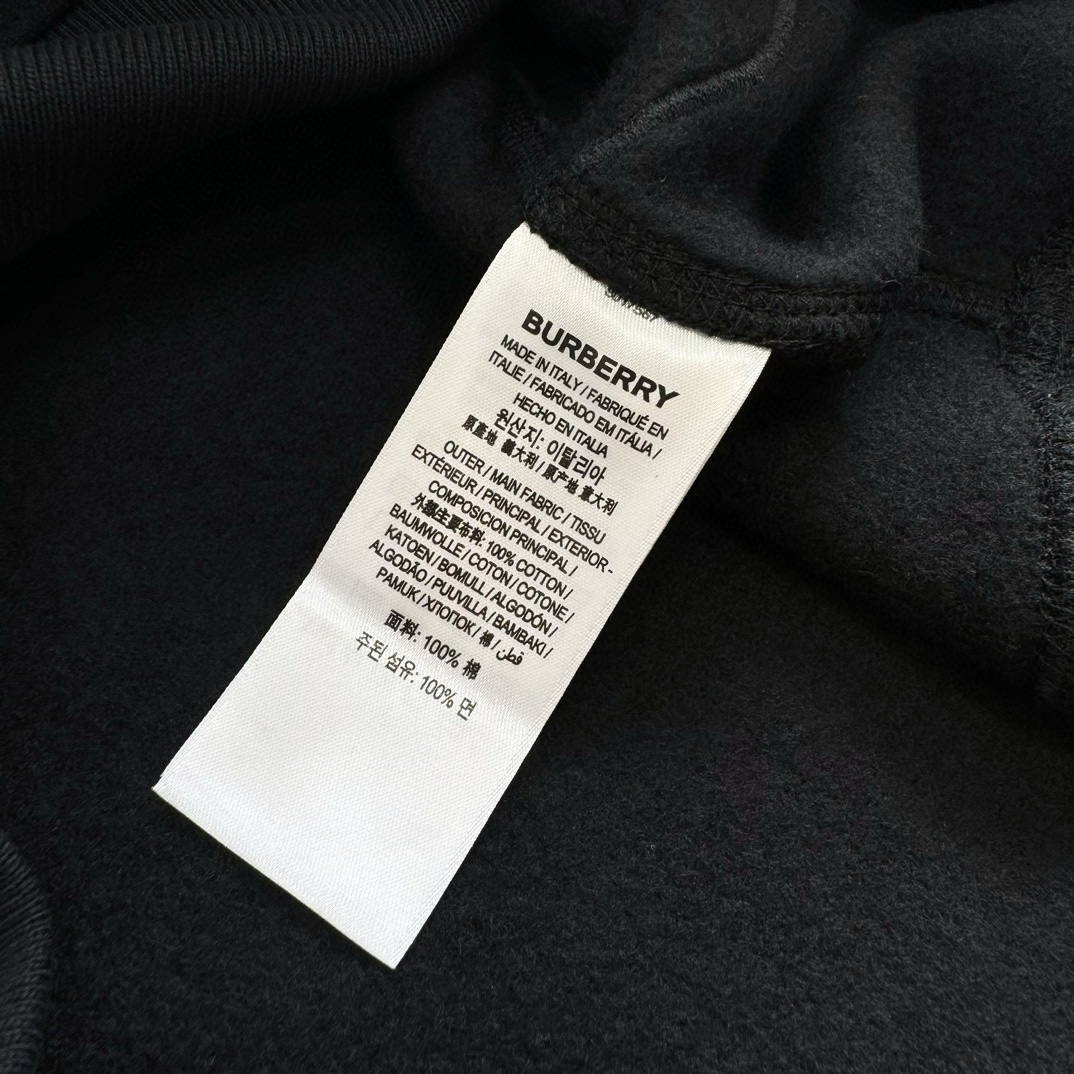 BURBERRY
MADE IN ITALY / FABRIQUÉ EN
ITALIE / FABRICADO EM ITÁLIA /
HECHO EN ITALIA
원산지: 이탈리아
原產地 義大利 / 原产地 意大利
OUTER / MAIN FABRIC / TISSU
EXTÉRIEUR / PRINCIPAL / EXTERIOR -
COMPOSICION PRINCIPAL /
外類主要布料: 100% COTTON /
BAUMWOLLE / COTON / COTONE /
KATOEN / BOMULL / ALGODÓN /
ALGODÃO / PUUVILLA / BAMBAKI /
PAMUK / ХЛОПОК / 棉 / قطن
面料: 100% 棉
주된 섬유: 100% 면